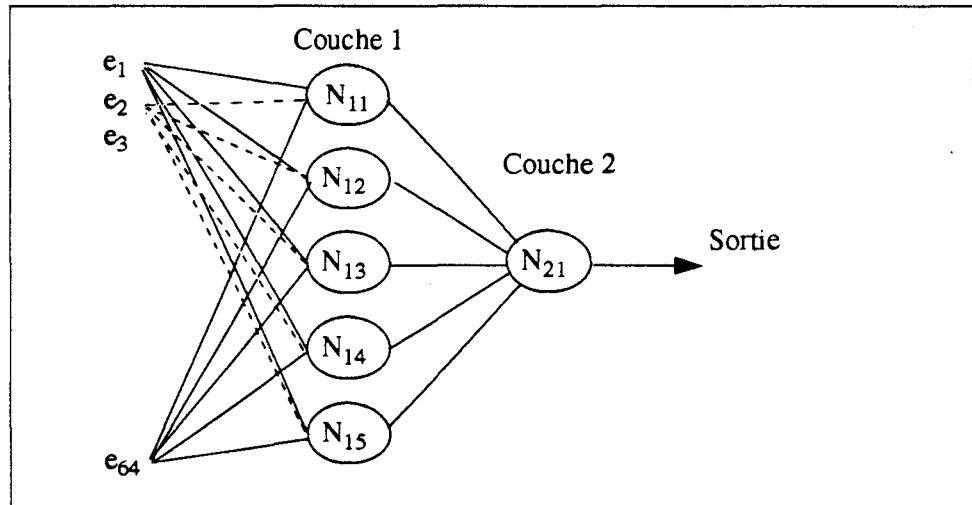 Couche 1
e₁
e₂
e₃
e₆₄
N₁₁
N₁₂
N₁₃
N₁₄
N₁₅
Couche 2
N₂₁
Sortie